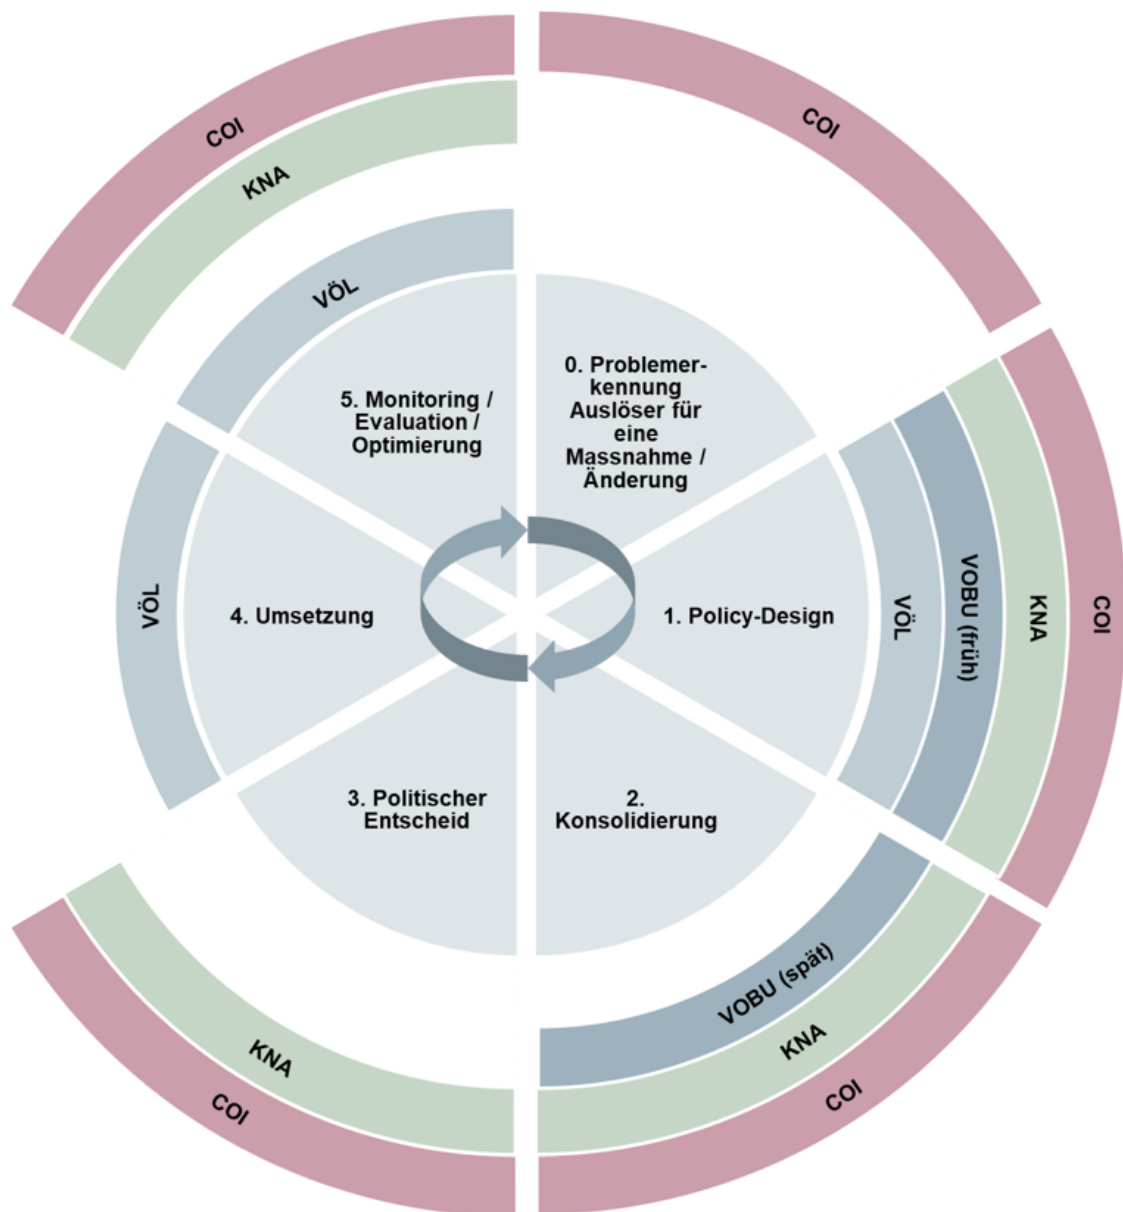 COI
KNA
VÖL
5. Monitoring /
Evaluation /
Optimierung
COI
0. Problemer-
kennung
Auslöser für
eine
Massnahme /
Änderung
VÖL
4. Umsetzung
1. Policy-Design
VÖL
VOBU (früh)
KNA
COI
3. Politischer
Entscheid
2.
Konsolidierung
KNA
COI
VOBU (spät)
KNA
COI